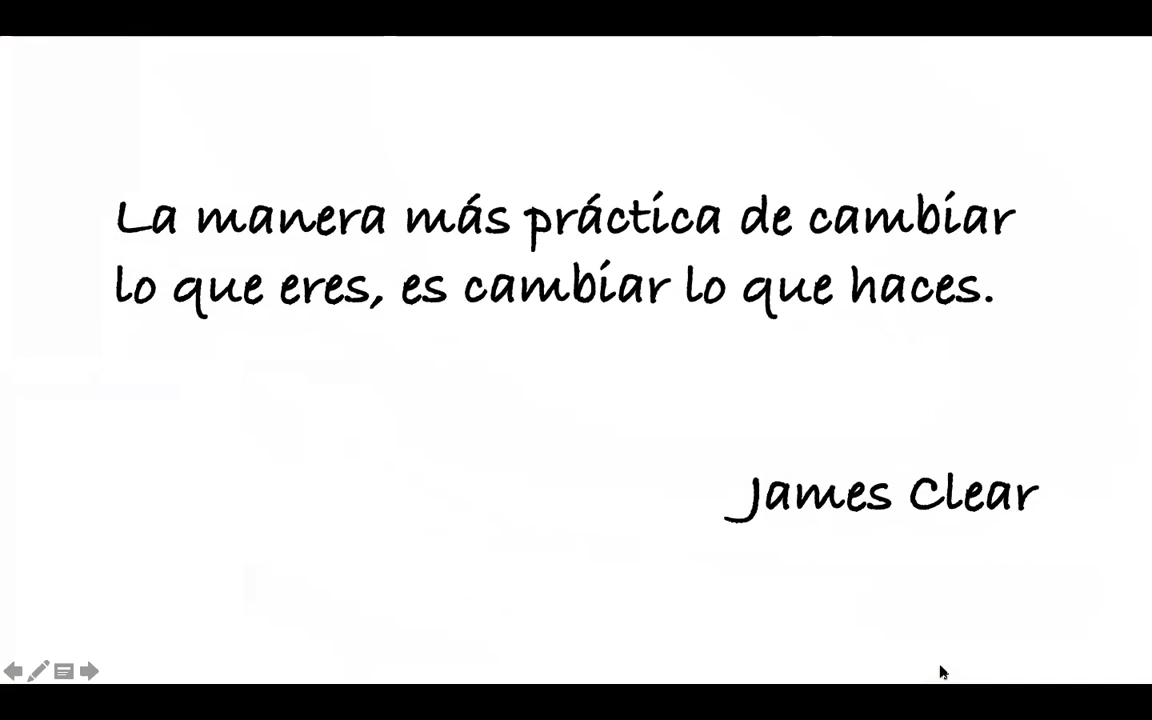 La manera más práctica de cambiar
lo que eres, es cambiar lo que haces.
James Clear